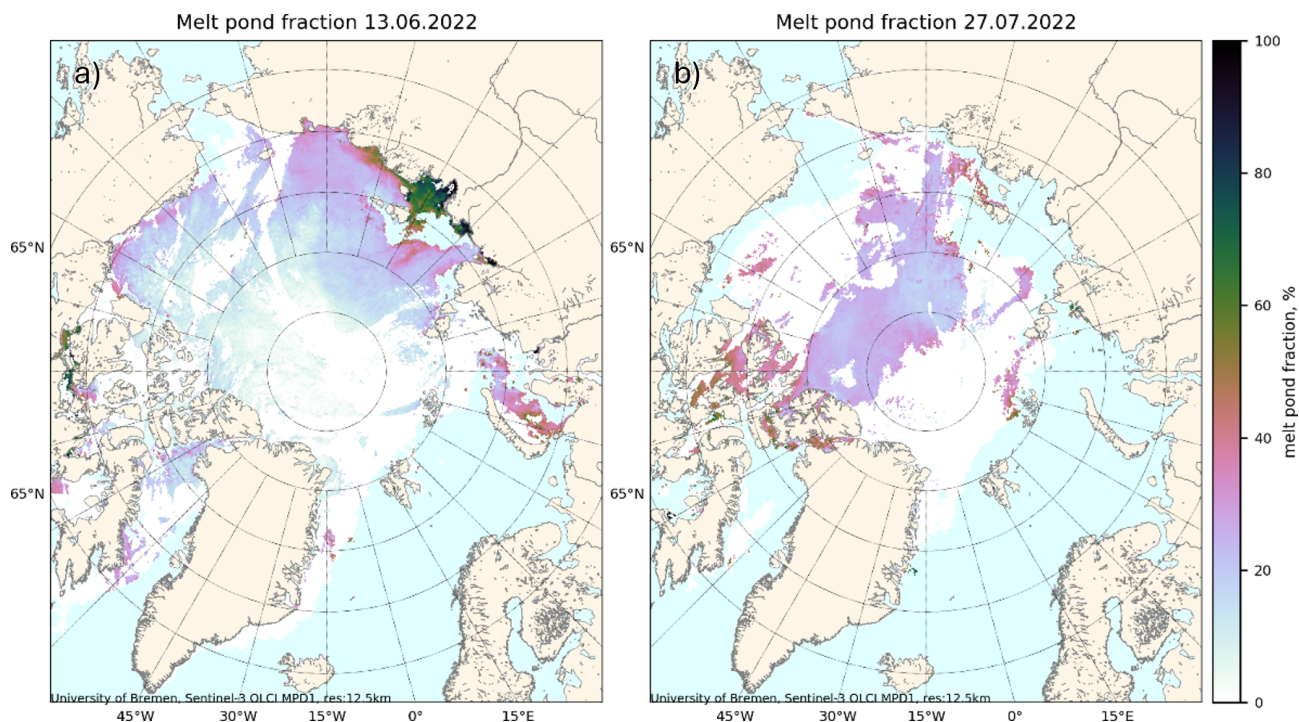 Melt pond fraction 13.06.2022
Melt pond fraction 27.07.2022
a)
b)
100
80
60
40
20
0
melt pond fraction, %
65°N
65°N
65°N
65°N
University of Bremen, Sentinel-3 OLCI MPD1, res:12.5km
University of Bremen, Sentinel-3 OLCI MPD1, res:12.5km
45°W 30°W 15°W 0° 15°E
45°W 30°W 15°W 0° 15°E